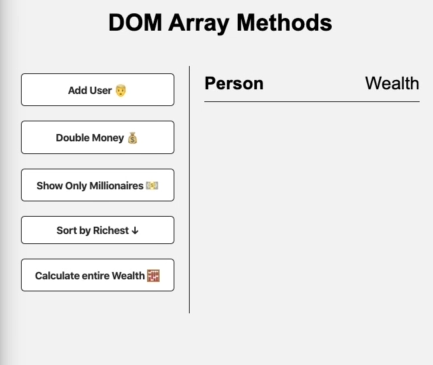 DOM Array Methods
Add User 🤨
Double Money 💰
Show Only Millionaires 💵
Sort by Richest ↓
Calculate entire Wealth 🧮
Person Wealth